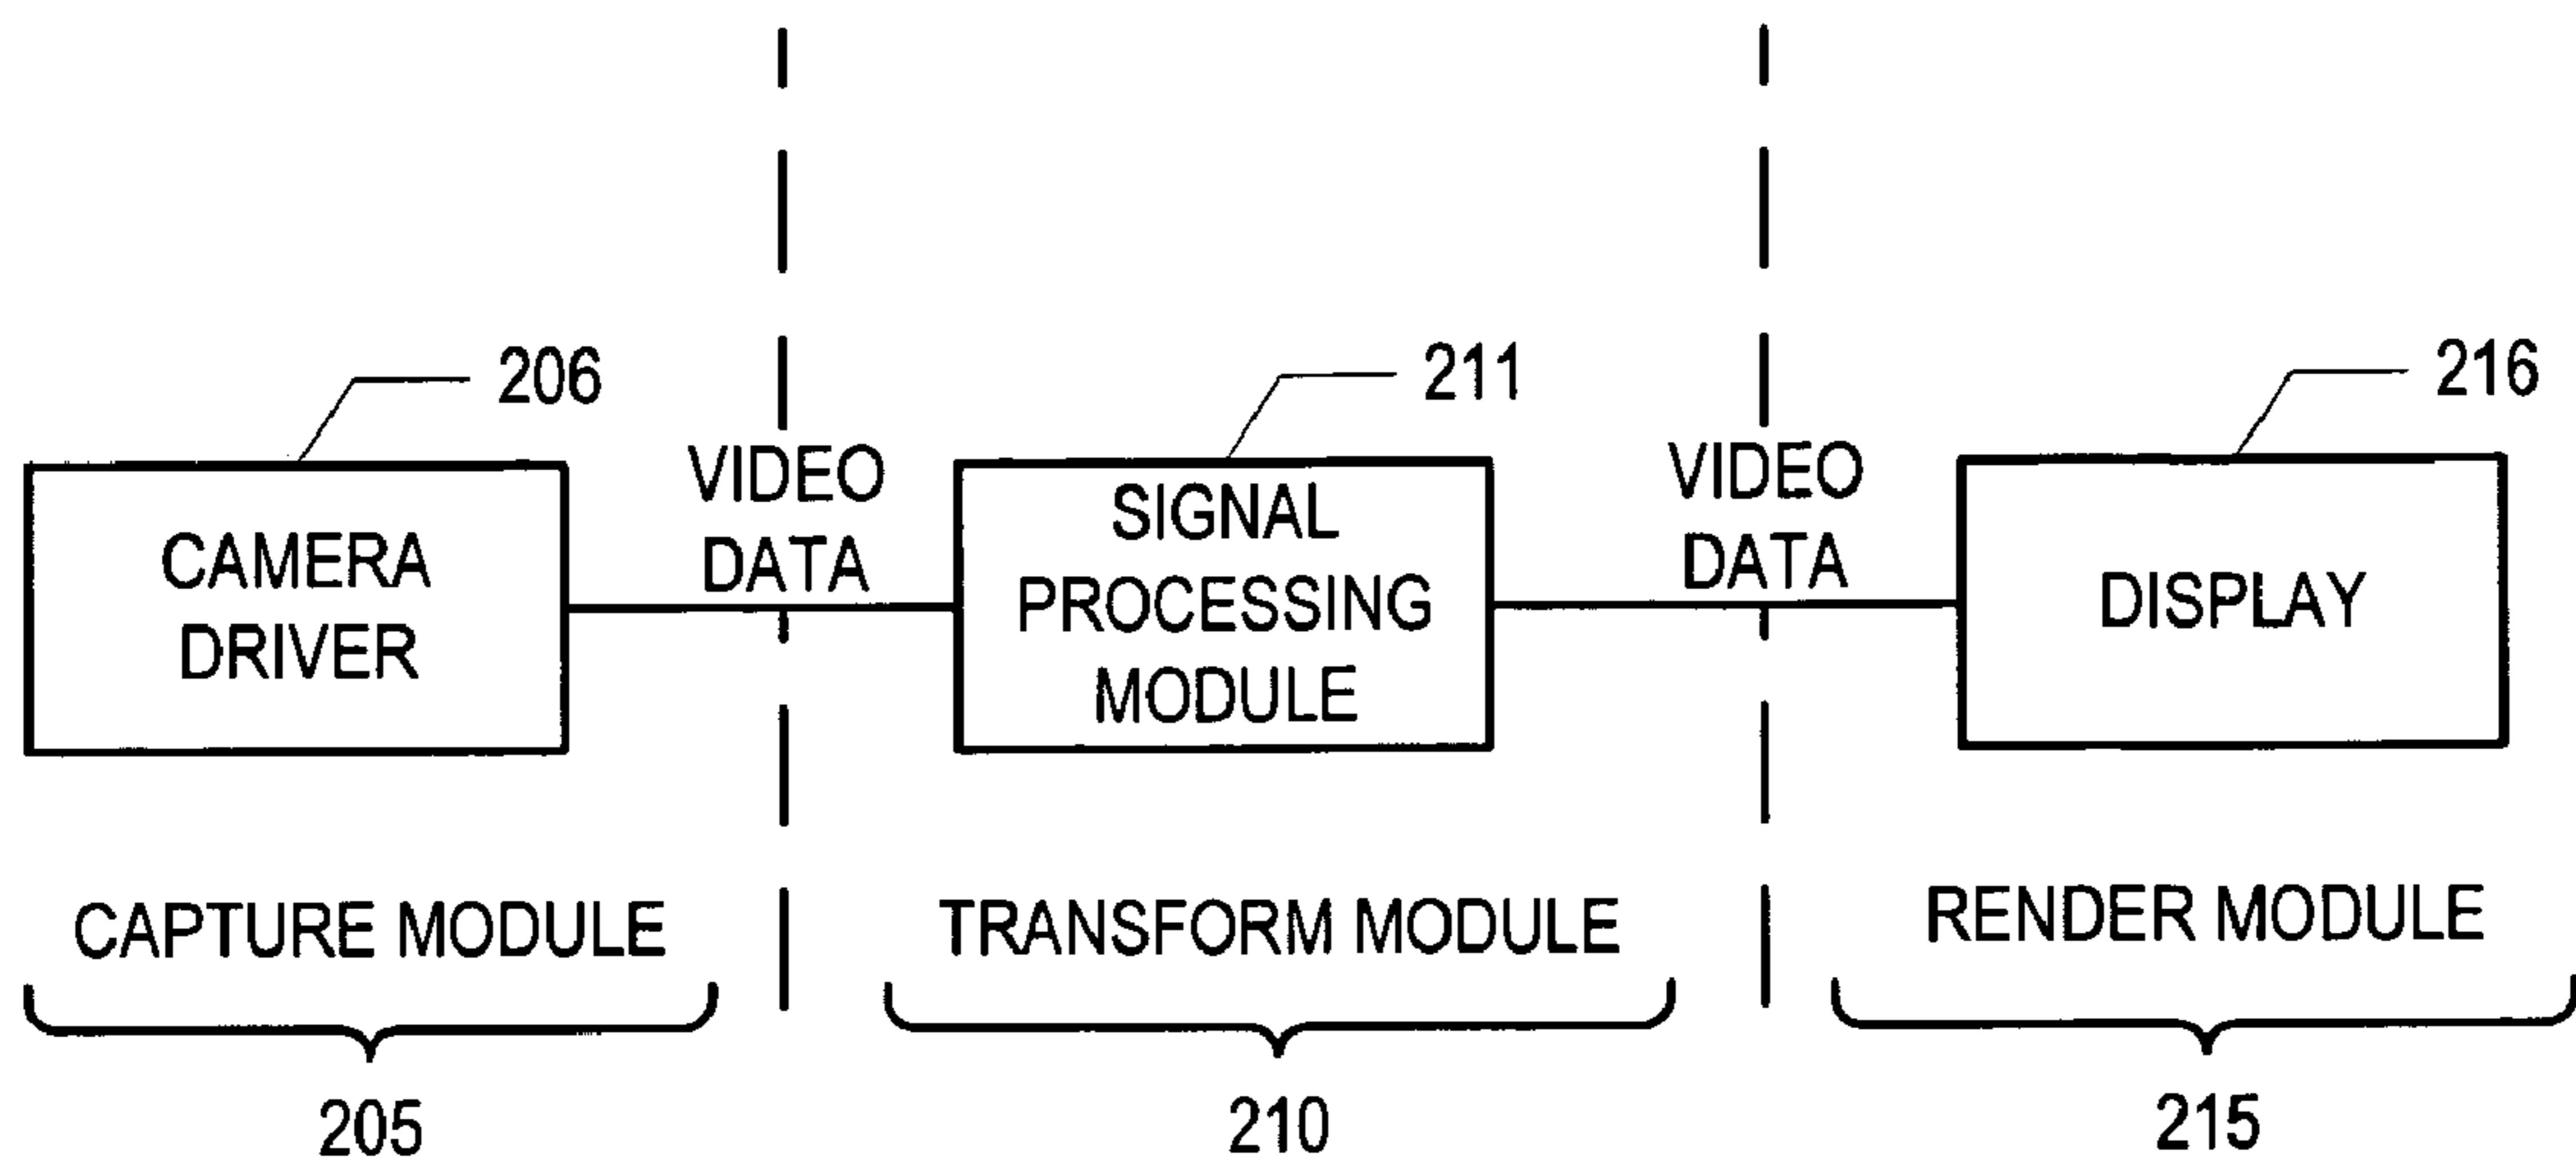 206
211
216
CAMERA
DRIVER
VIDEO
DATA
SIGNAL
PROCESSING
MODULE
VIDEO
DATA
DISPLAY
CAPTURE MODULE
TRANSFORM MODULE
RENDER MODULE
205
210
215